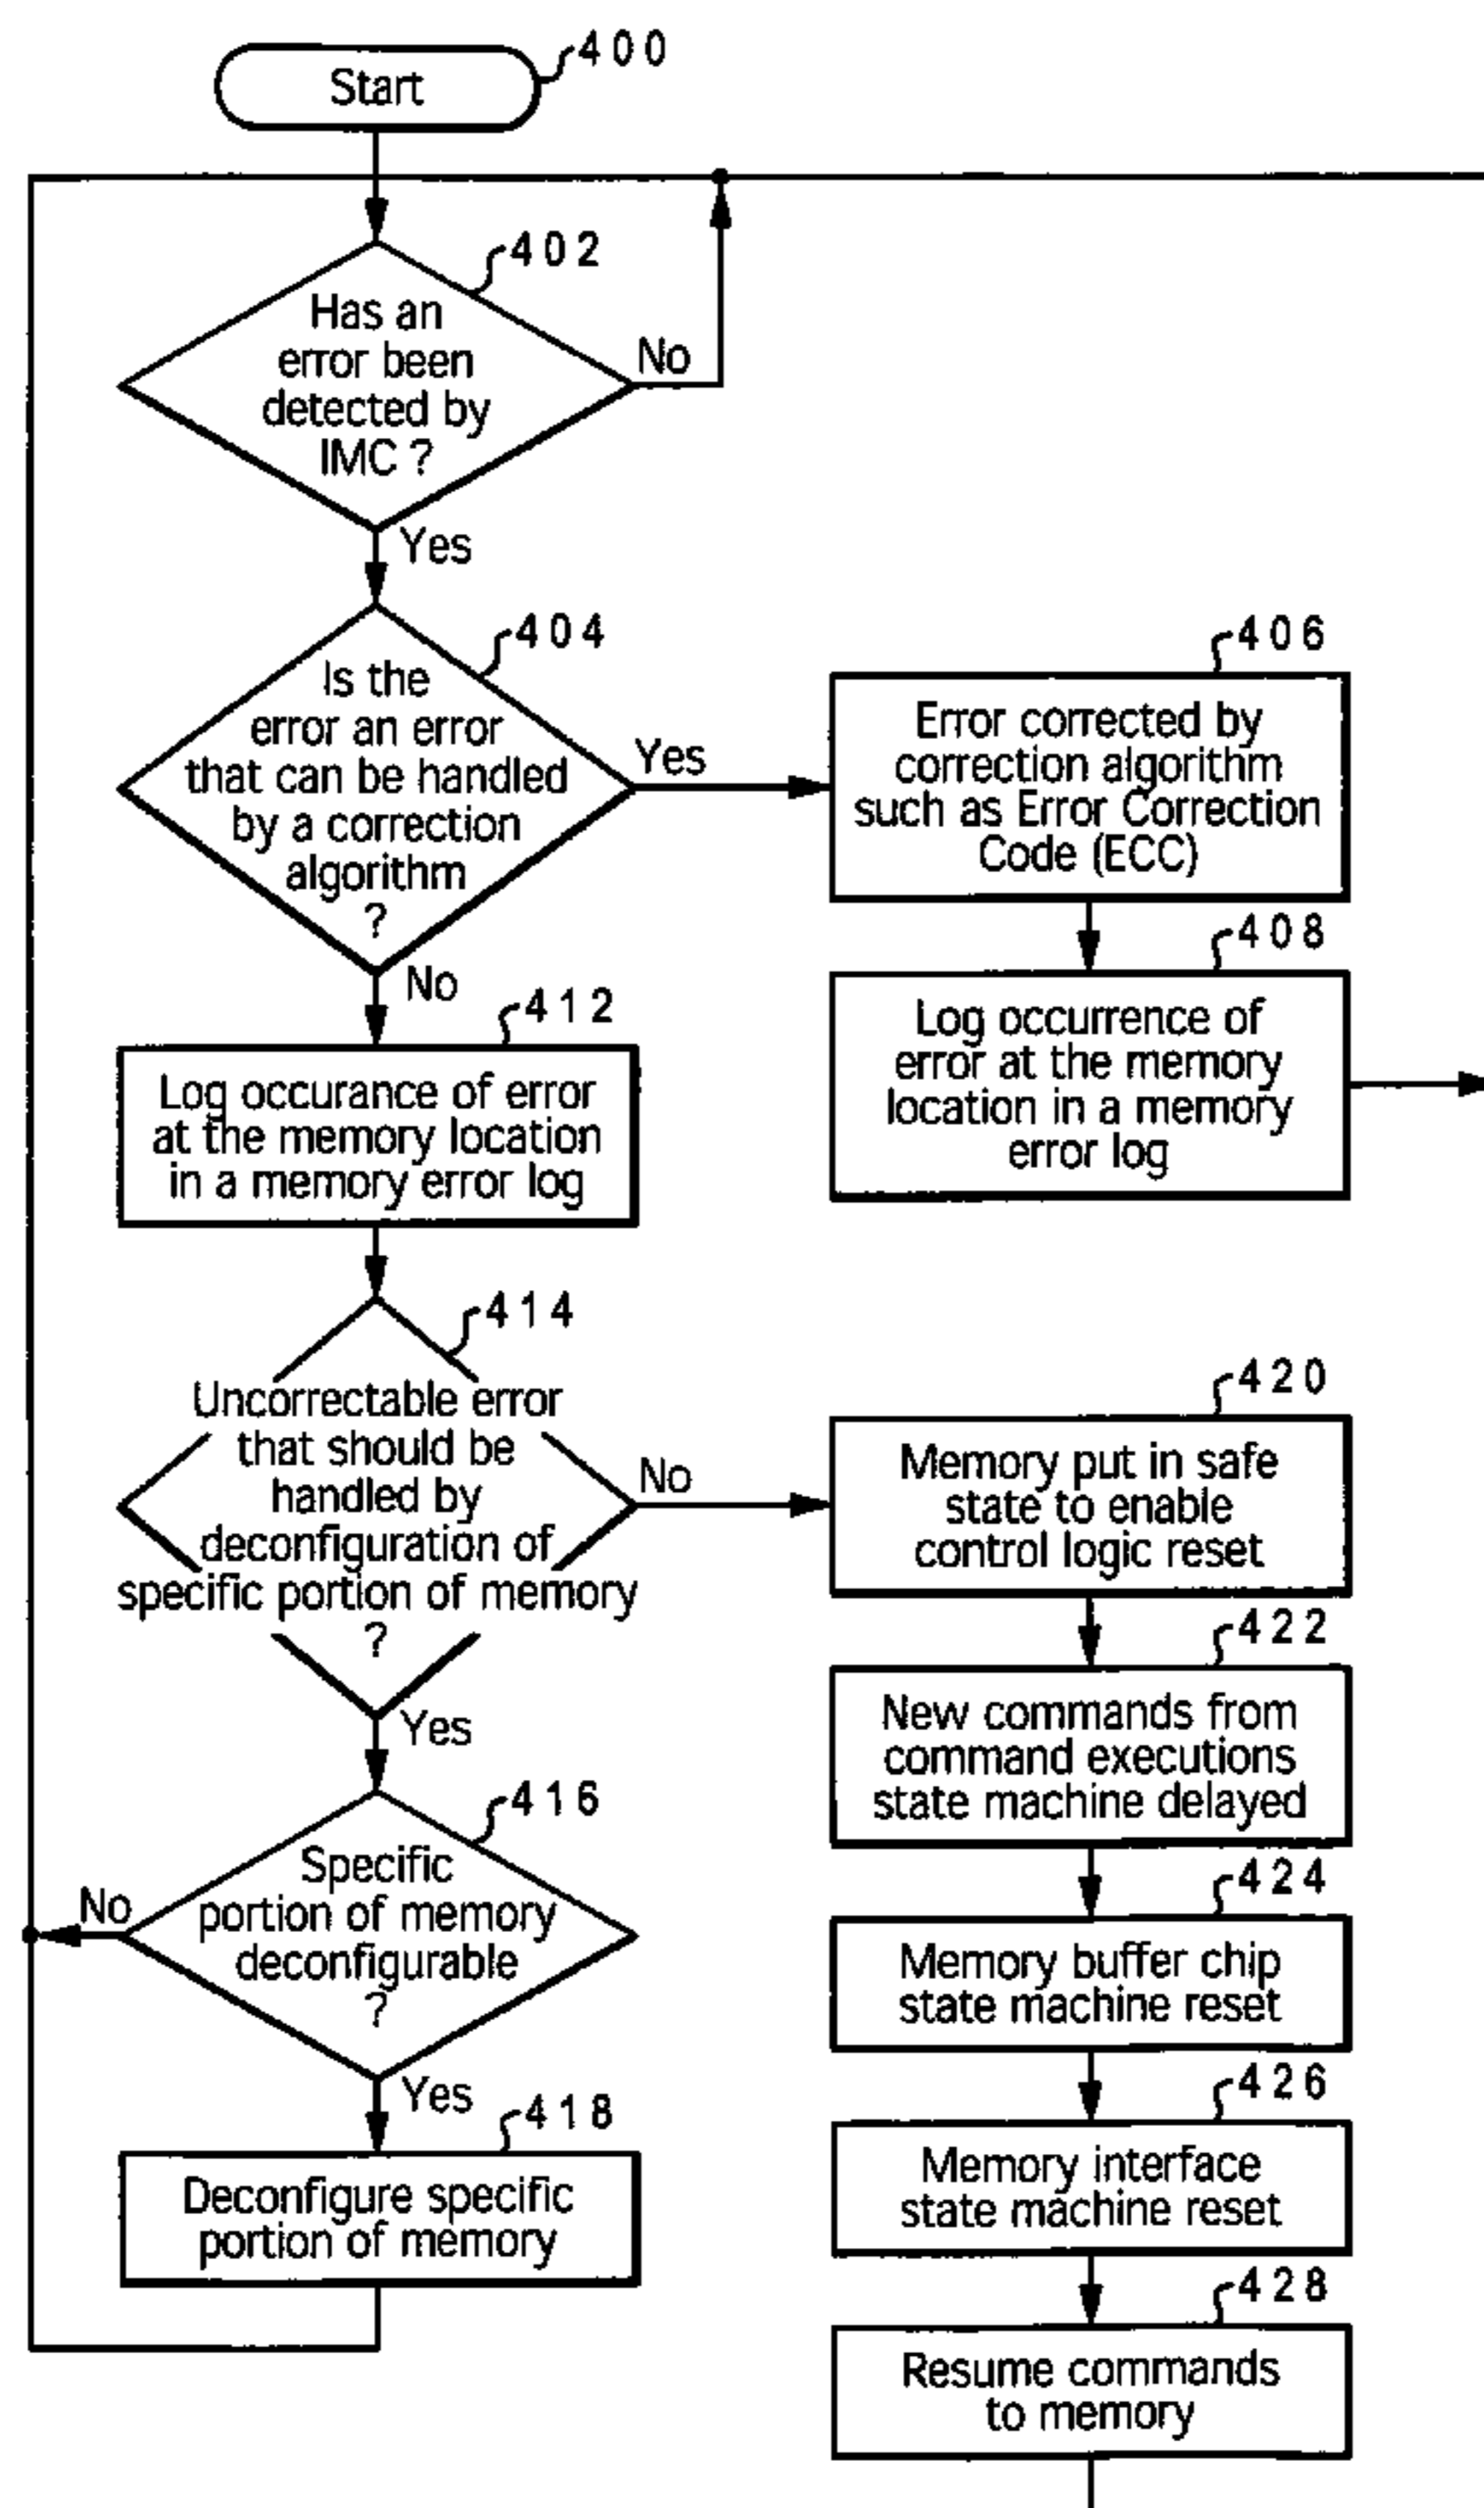 400
Start
402
Has an
error been
detected by
IMC ?
No
Yes
404
Is the
error an error
that can be handled
by a correction
algorithm
?
Yes
No
406
Error corrected by
correction algorithm
such as Error Correction
Code (ECC)
408
Log occurrence of
error at the memory
location in a memory
error log
412
Log occurance of error
at the memory location
in a memory error log
414
Uncorrectable error
that should be
handled by
deconfiguration of
specific portion of memory
?
No
Yes
416
Specific
portion of memory
deconfigurable
?
No
Yes
418
Deconfigure specific
portion of memory
420
Memory put in safe
state to enable
control logic reset
422
New commands from
command executions
state machine delayed
424
Memory buffer chip
state machine reset
426
Memory interface
state machine reset
428
Resume commands
to memory